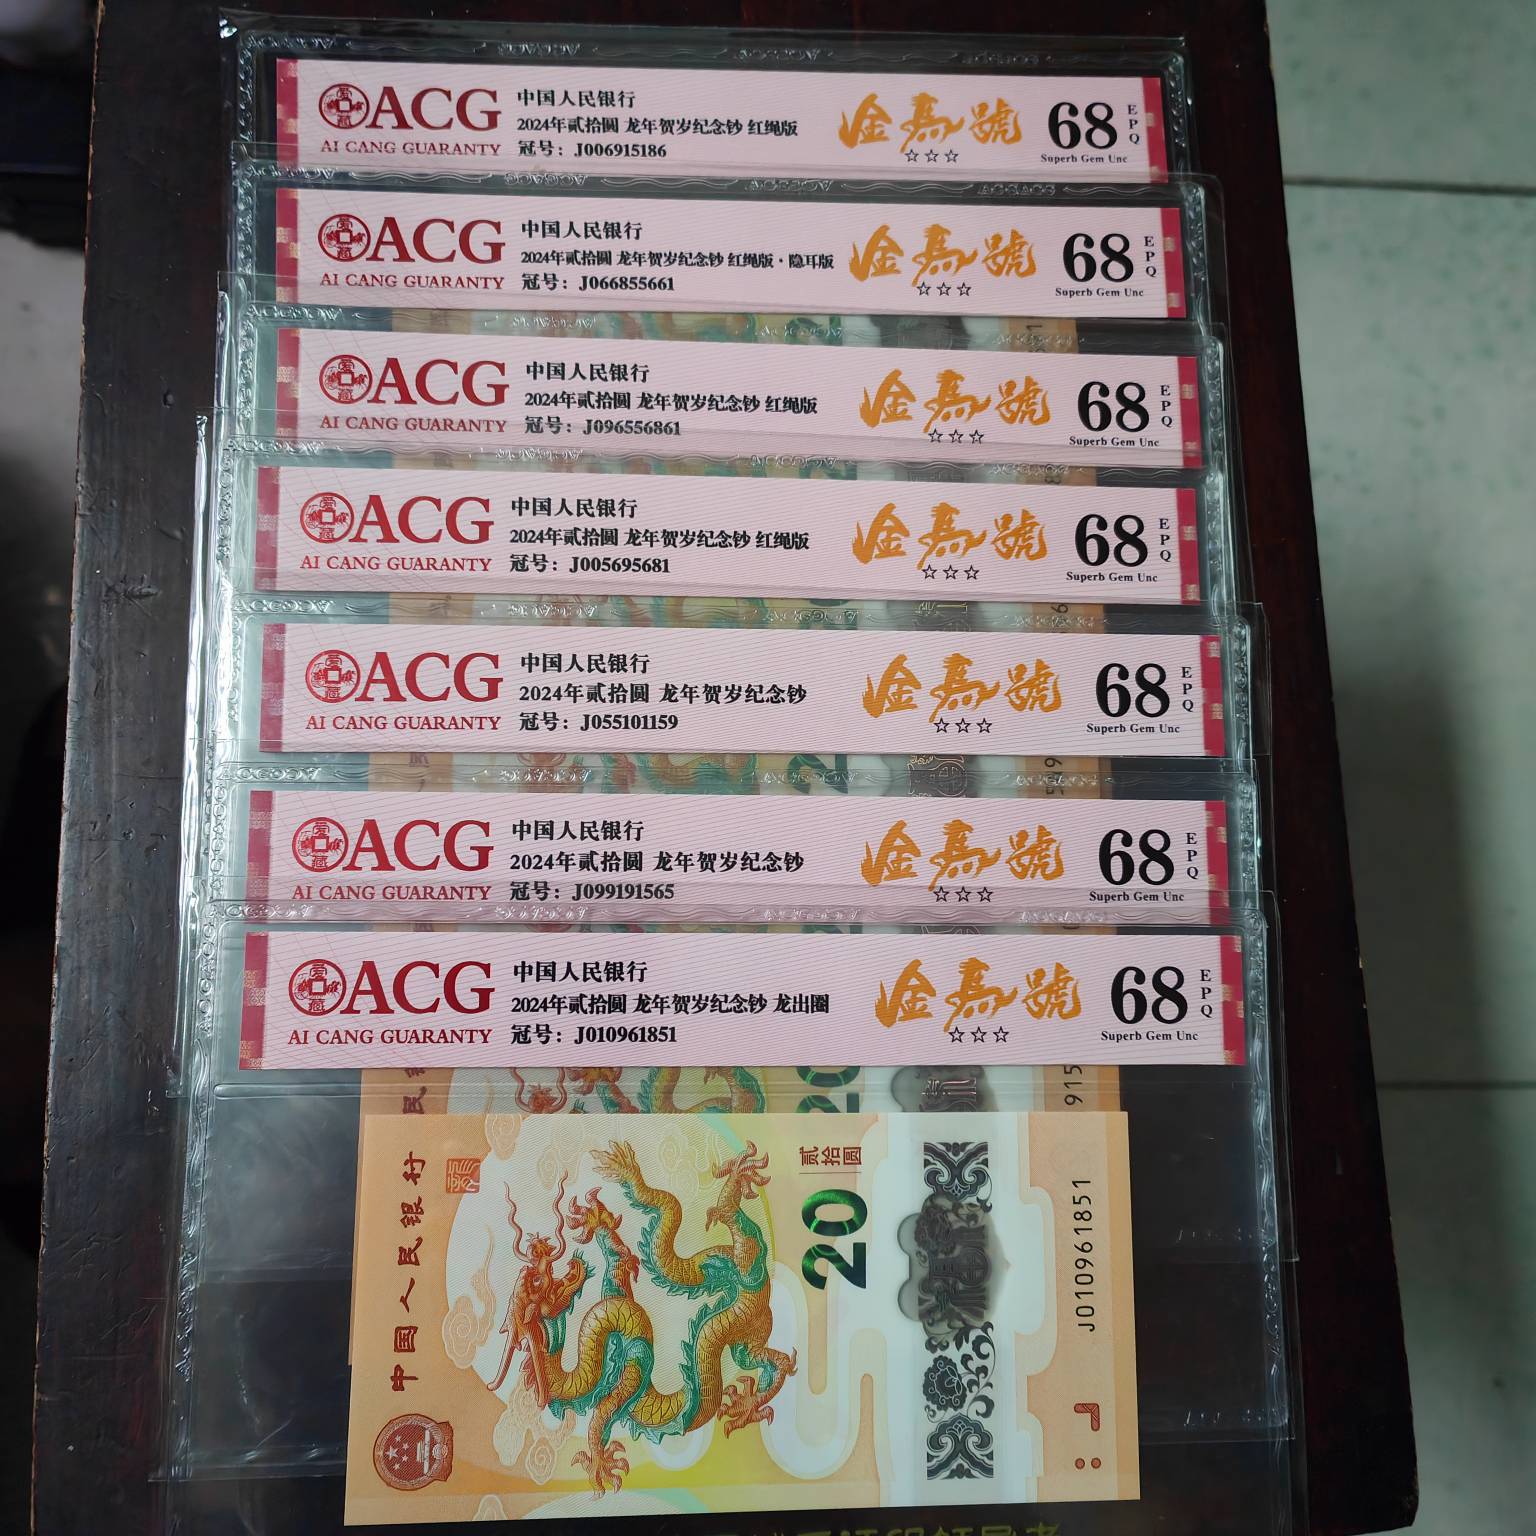 ACG
AI CANG GUARANTY
中国人民银行
2024年贰拾圆 龙年贺岁纪念钞 红绳版
冠号：J006915186
金馬號
☆☆☆
68
EPQ
Superb Gem Unc
ACG
AI CANG GUARANTY
中国人民银行
2024年贰拾圆 龙年贺岁纪念钞 红绳版·隐耳版
冠号：J066855661
金馬號
☆☆☆
68
EPQ
Superb Gem Unc
ACG
AI CANG GUARANTY
中国人民银行
2024年贰拾圆 龙年贺岁纪念钞 红绳版
冠号：J096556861
金馬號
☆☆☆
68
EPQ
Superb Gem Unc
ACG
AI CANG GUARANTY
中国人民银行
2024年贰拾圆 龙年贺岁纪念钞 红绳版
冠号：J005695681
金馬號
☆☆☆
68
EPQ
Superb Gem Unc
ACG
AI CANG GUARANTY
中国人民银行
2024年贰拾圆 龙年贺岁纪念钞
冠号：J055101159
金馬號
☆☆☆
68
EPQ
Superb Gem Unc
ACG
AI CANG GUARANTY
中国人民银行
2024年贰拾圆 龙年贺岁纪念钞
冠号：J099191565
金馬號
☆☆☆
68
EPQ
Superb Gem Unc
ACG
AI CANG GUARANTY
中国人民银行
2024年贰拾圆 龙年贺岁纪念钞 龙出圈
冠号：J010961851
金馬號
☆☆☆
68
EPQ
Superb Gem Unc
915
中国人民银行
贰拾圆
20
J010961851